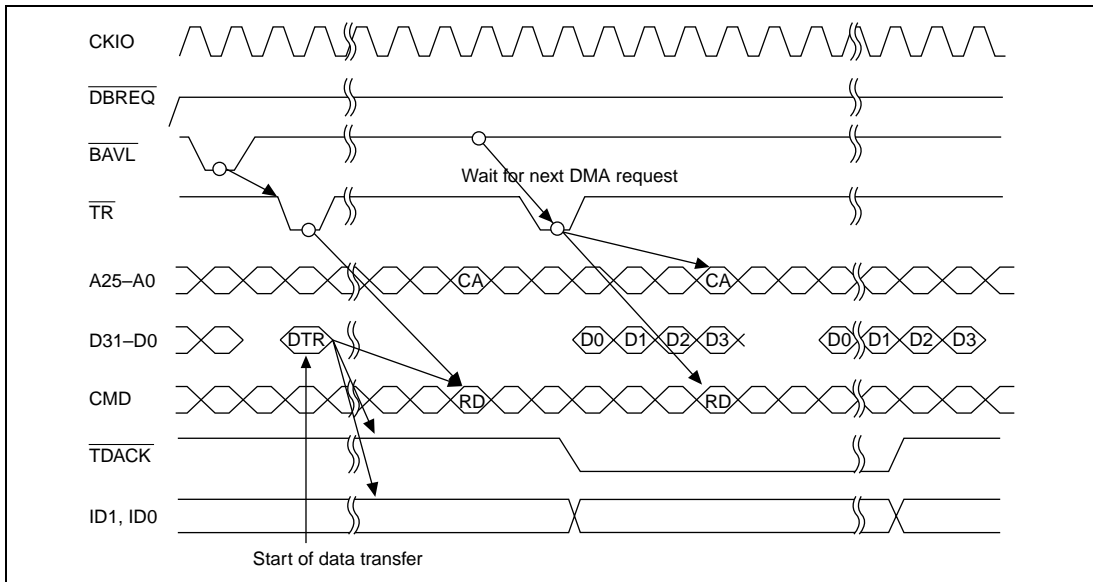 CKIO
DBREQ
BAVL
Wait for next DMA request
TR
A25–A0 CA CA
D31–D0 DTR D0 D1 D2 D3 D0 D1 D2 D3
CMD RD RD
TDACK
ID1, ID0
Start of data transfer